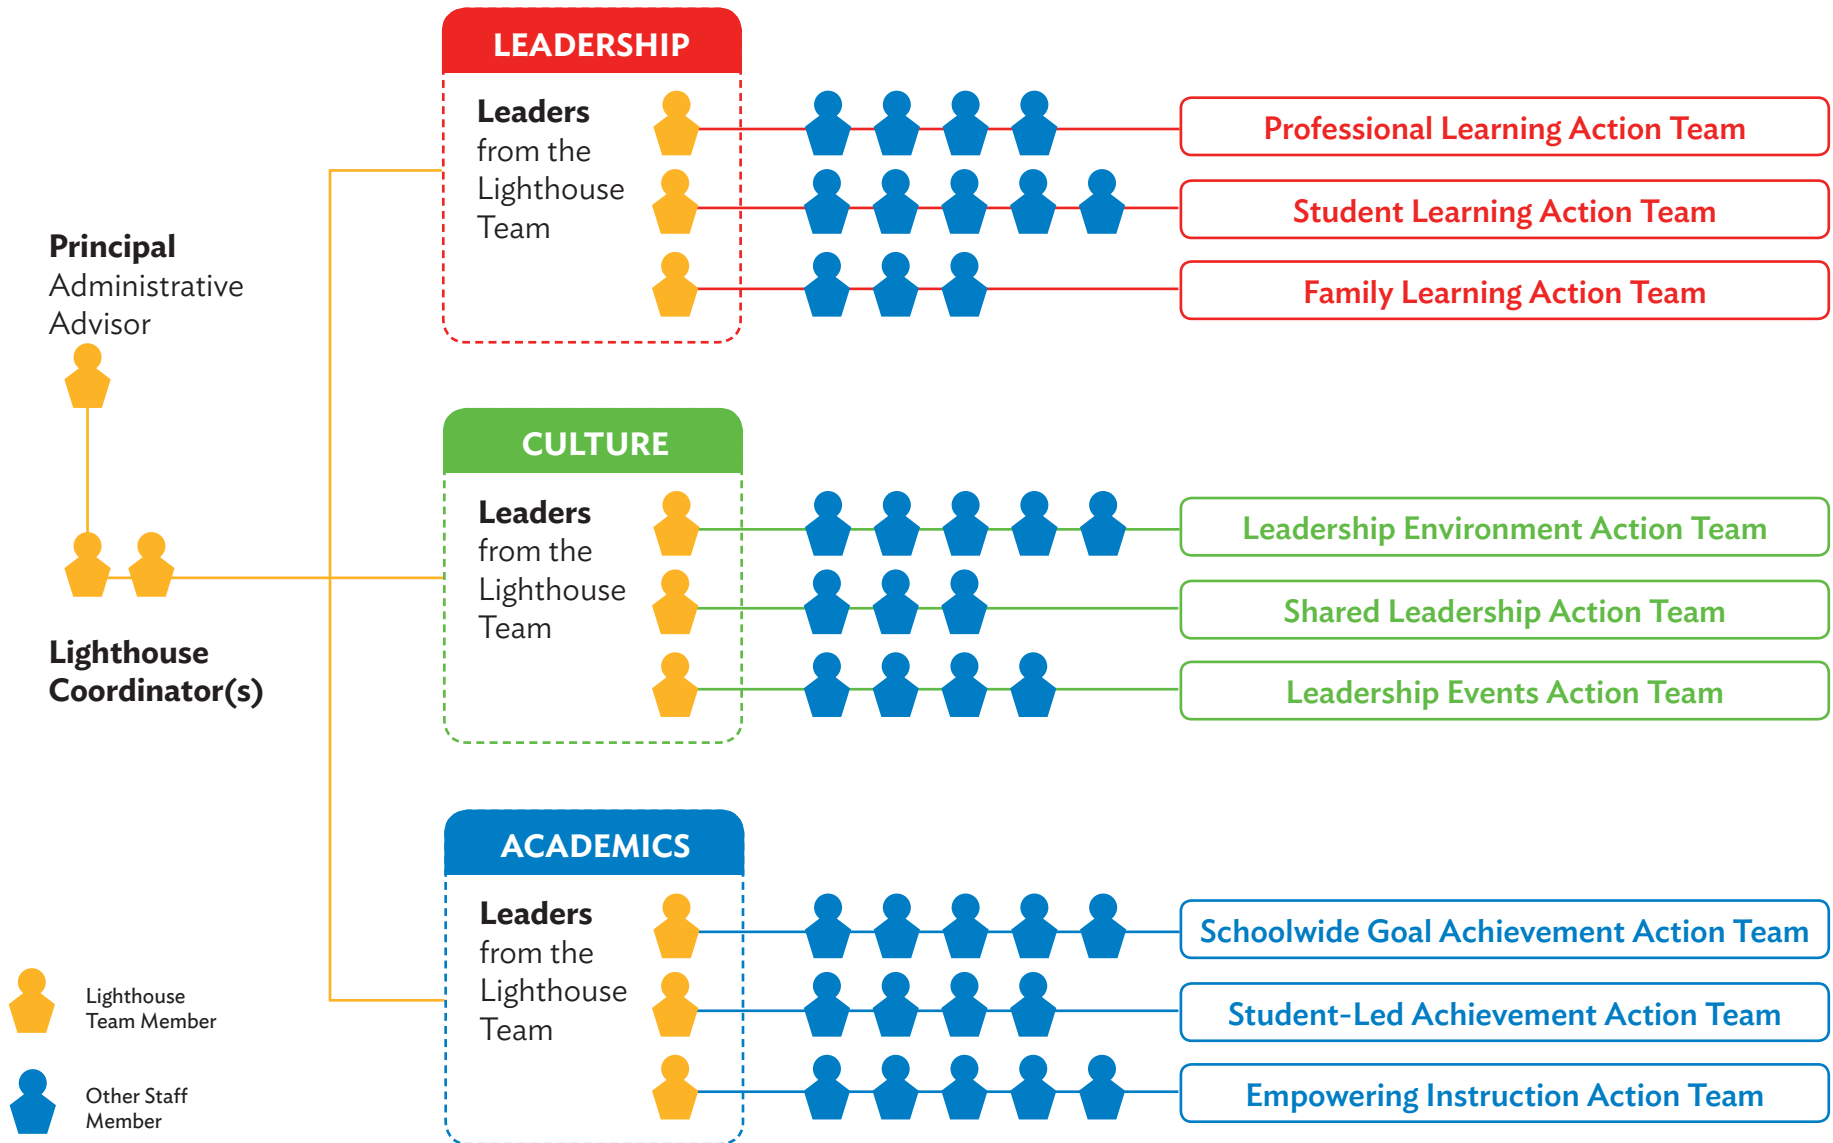 Principal
Administrative
Advisor
Lighthouse
Coordinator(s)
LEADERSHIP
Leaders
from the
Lighthouse
Team
Professional Learning Action Team
Student Learning Action Team
Family Learning Action Team
CULTURE
Leaders
from the
Lighthouse
Team
Leadership Environment Action Team
Shared Leadership Action Team
Leadership Events Action Team
ACADEMICS
Leaders
from the
Lighthouse
Team
Schoolwide Goal Achievement Action Team
Student-Led Achievement Action Team
Empowering Instruction Action Team
Lighthouse
Team Member
Other Staff
Member